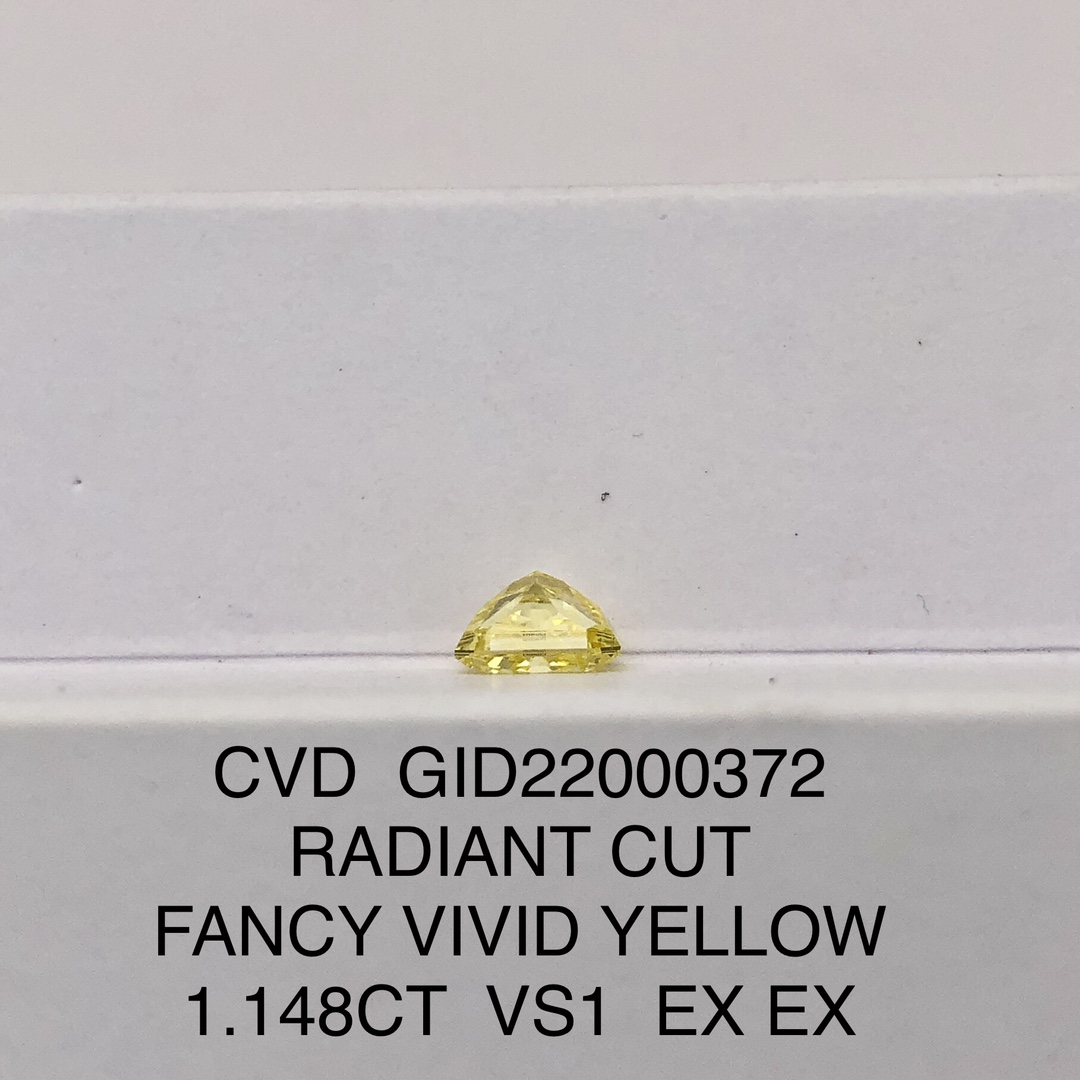 CVD GID22000372
RADIANT CUT
FANCY VIVID YELLOW
1.148CT VS1 EX EX